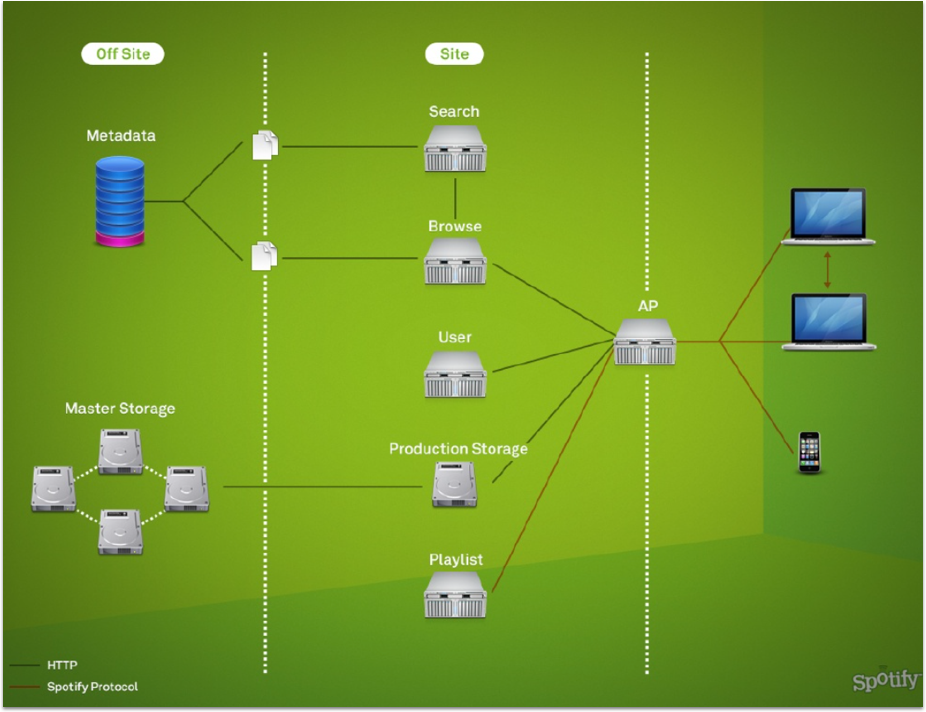 Off Site
Site
Search
Metadata
Browse
AP
User
Master Storage
Production Storage
Playlist
HTTP
Spotify Protocol
Spotify